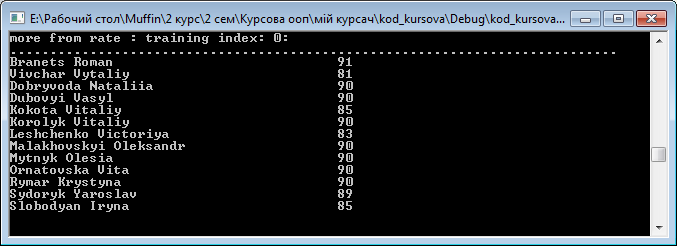 E:\Рабочий стол\Muffin\2 курс\2 сем\Курсова ооп\мій курсач\kod_kursova\Debug\kod_kursova...
more from rate : training index: 0:
............................................................................
Branets Roman 91
Vivchar Vytaliy 81
Dobryvoda Nataliia 90
Dubovyi Vasyl 90
Kokota Vitaliy 85
Korolyk Vitaliy 90
Leshchenko Victoriya 83
Malakhovskyi Oleksandr 90
Mytnyk Olesia 90
Ornatovska Vita 90
Rymar Krystyna 90
Sydoryk Yaroslav 89
Slobodyan Iryna 85